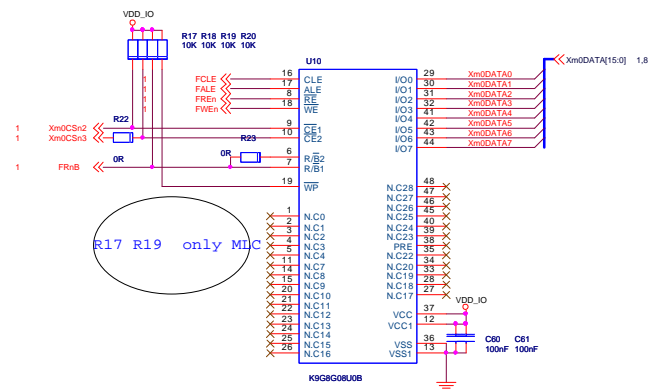 VDD_IO
R17 R18 R19 R20
10K 10K 10K 10K
U10
FCLE 16 CLE I/O0 29 Xm0DATA0 Xm0DATA[15:0] 1,8
1 FALE 17 ALE I/O1 30 Xm0DATA1
1 FREn 8 RE I/O2 31 Xm0DATA2
1 FWEn 18 WE I/O3 32 Xm0DATA3
1 I/O4 41 Xm0DATA4
R22
1 Xm0CSn2 9 CE1 I/O5 42 Xm0DATA5
1 Xm0CSn3 10 CE2 I/O6 43 Xm0DATA6
R23
I/O7 44 Xm0DATA7
0R 0R 6 R/B2
1 FRnB 7 R/B1
19 WP N.C28 48
N.C27 47
N.C26 46
1 N.C0 N.C25 45
2 N.C1 N.C24 40
3 N.C2 N.C23 39
4 N.C3 PRE 38
5 N.C4 N.C22 35
11 N.C7 N.C20 34
14 N.C8 N.C19 33
15 N.C9 N.C18 28
20 N.C10 N.C17 27
21 N.C11
22 N.C12 VCC 37 VDD_IO
23 N.C13 VCC1 12
24 N.C14
25 N.C15 VSS 36
26 N.C16 VSS1 13
C60 C61
100nF 100nF
R17 R19 only MLC
K9G8G08U0B